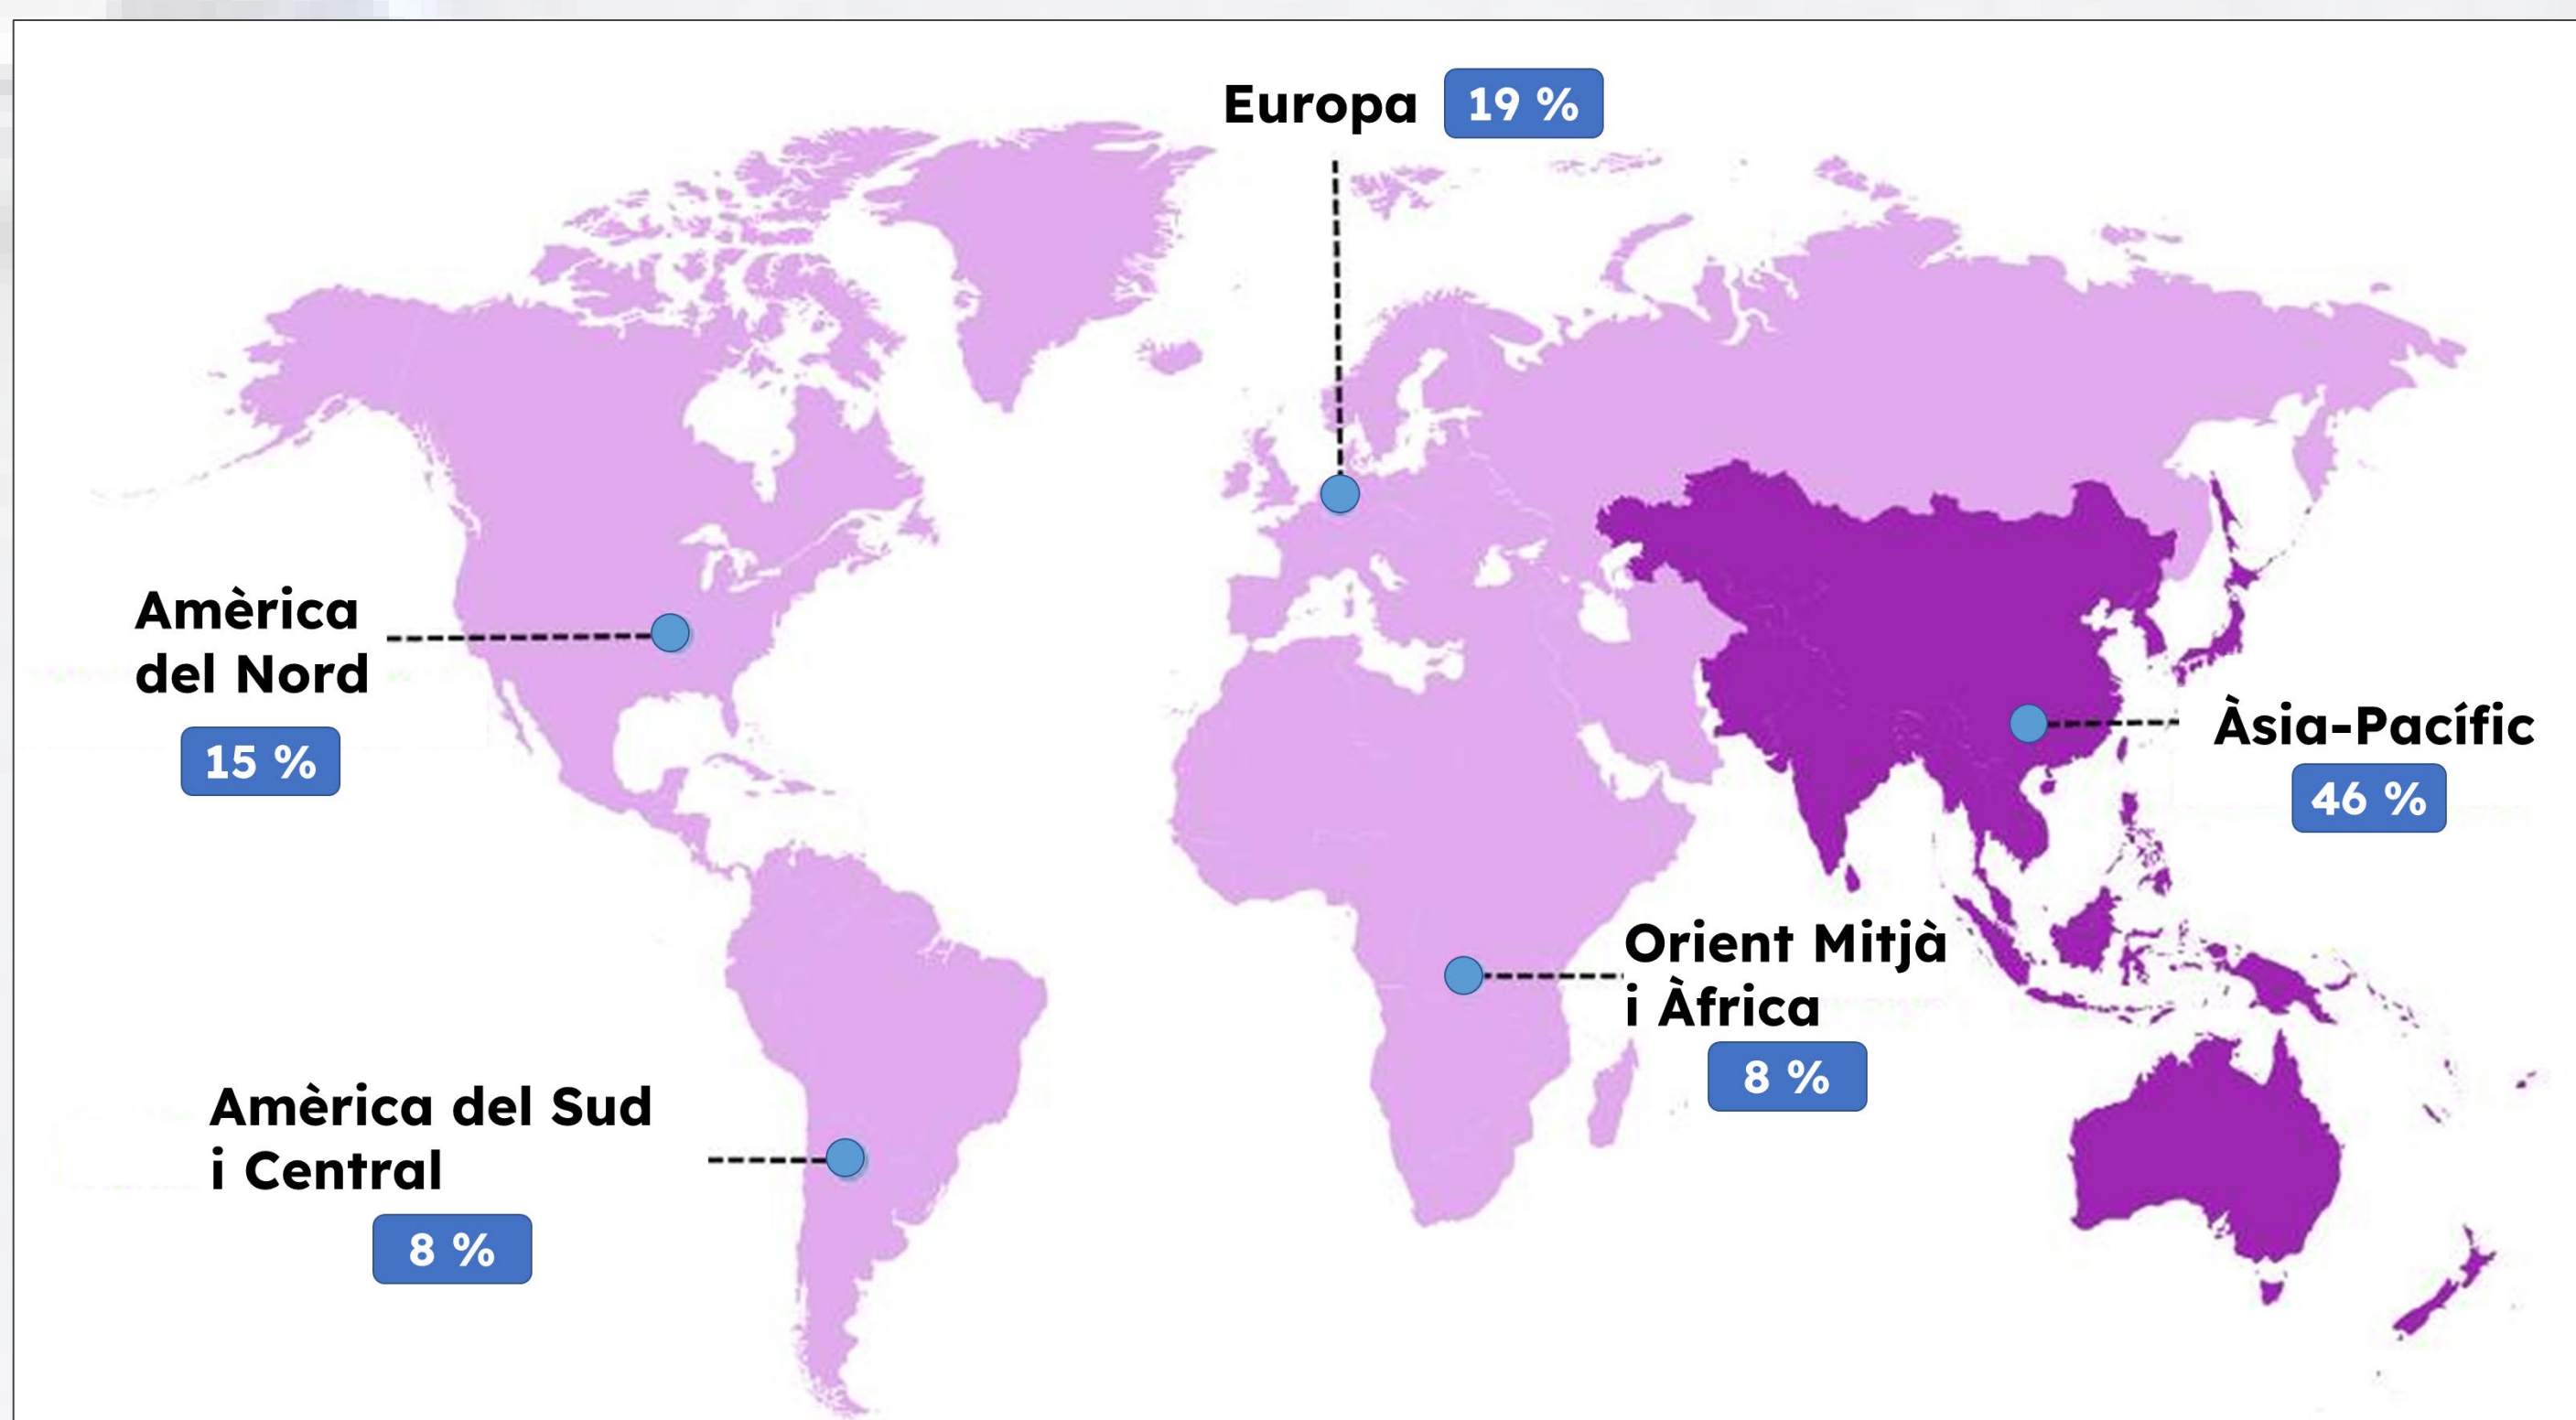 Europa 19 %
Amèrica
del Nord
15 %
Àsia-Pacífic
46 %
Orient Mitjà
i Àfrica
8 %
Amèrica del Sud
i Central
8 %